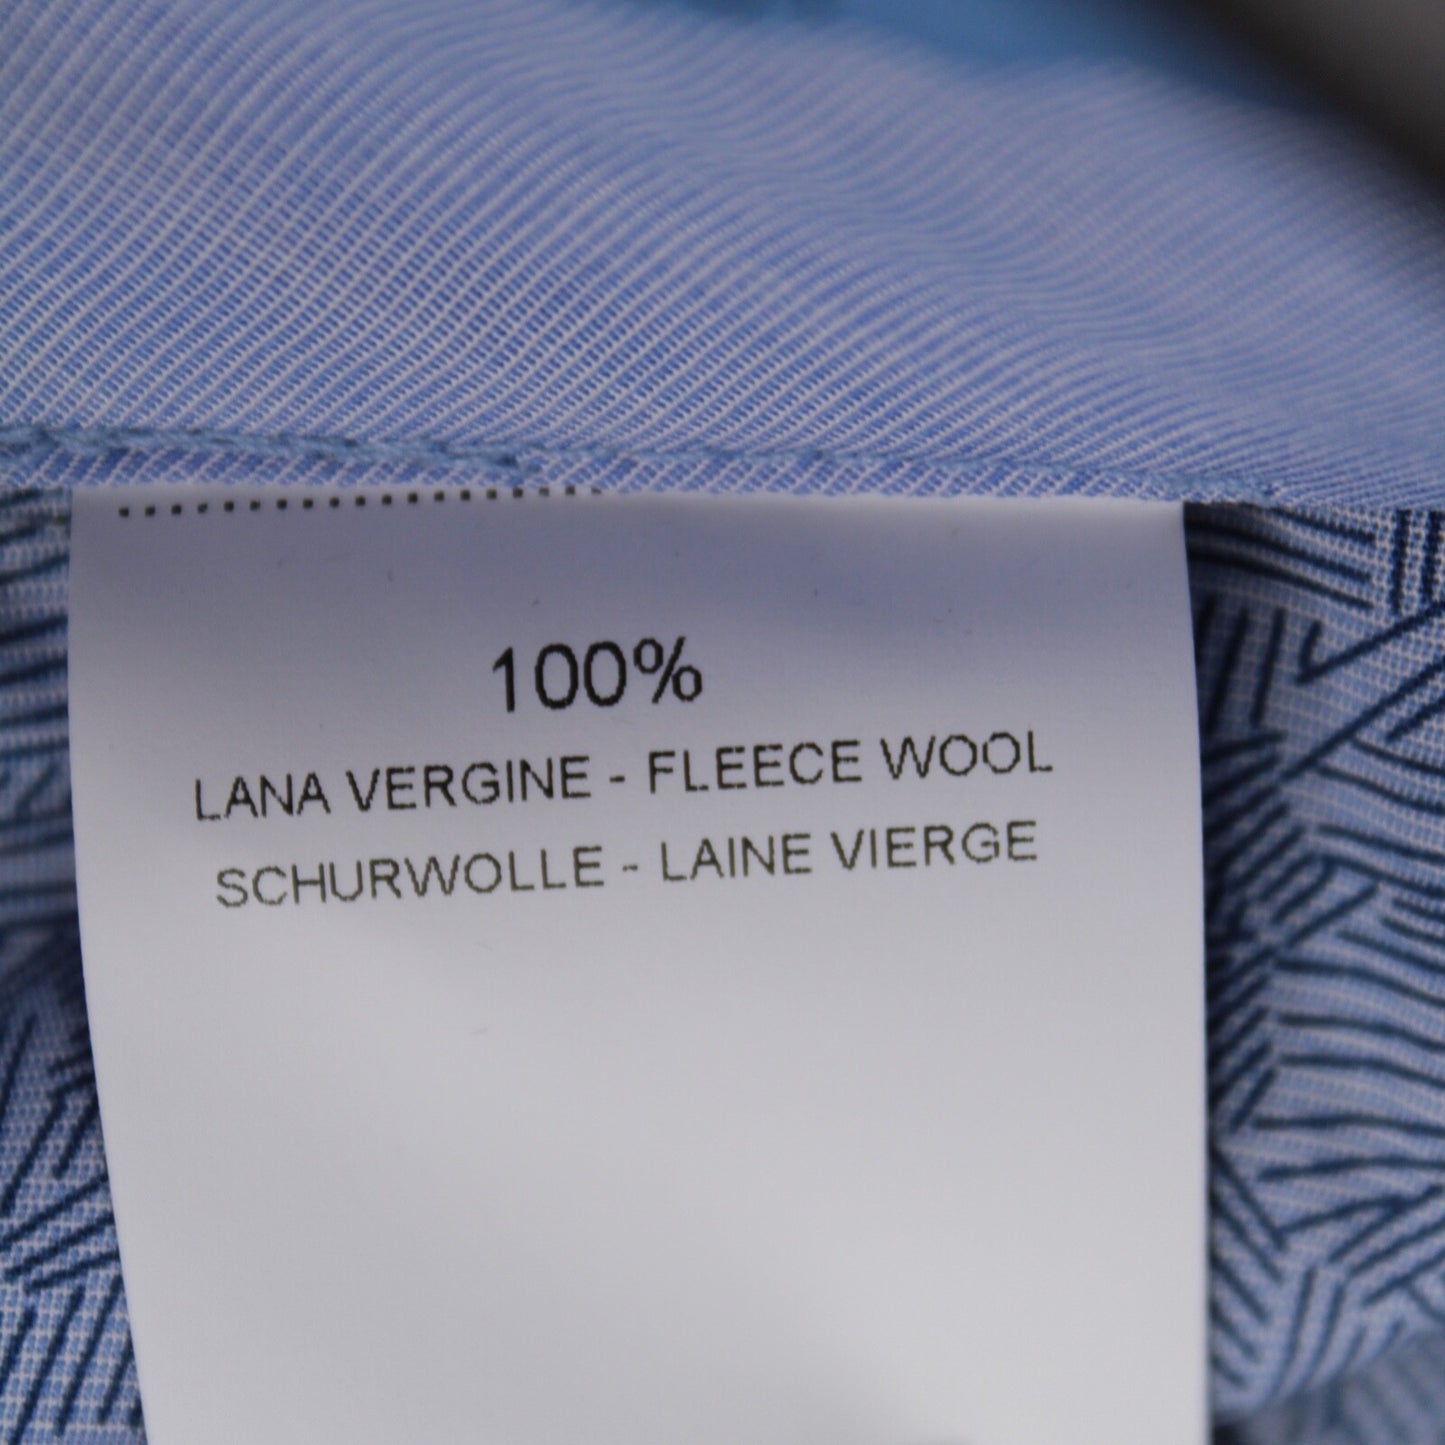 100%
LANA VERGINE - FLEECE WOOL
SCHURWOLLE - LAINE VIERGE